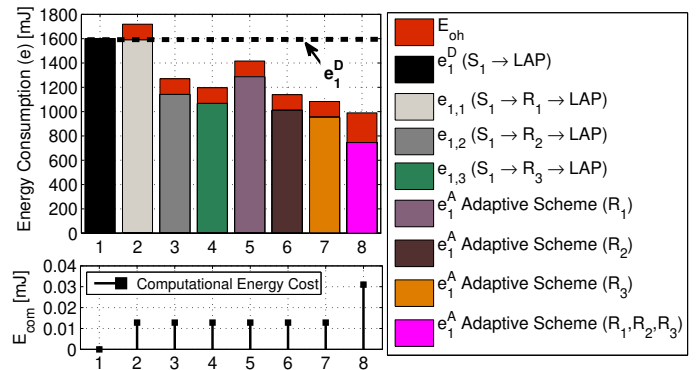 Energy Consumption (e) [mJ]
1800
1600
1400
1200
1000
800
600
400
200
0
e₁ᴰ
1 2 3 4 5 6 7 8
E_com [mJ]
0.04
0.03
0.02
0.01
0
Computational Energy Cost
1 2 3 4 5 6 7 8
E_oh
e₁ᴰ (S₁ → LAP)
e₁,₁ (S₁ → R₁ → LAP)
e₁,₂ (S₁ → R₂ → LAP)
e₁,₃ (S₁ → R₃ → LAP)
e₁ᴬ Adaptive Scheme (R₁)
e₁ᴬ Adaptive Scheme (R₂)
e₁ᴬ Adaptive Scheme (R₃)
e₁ᴬ Adaptive Scheme (R₁,R₂,R₃)